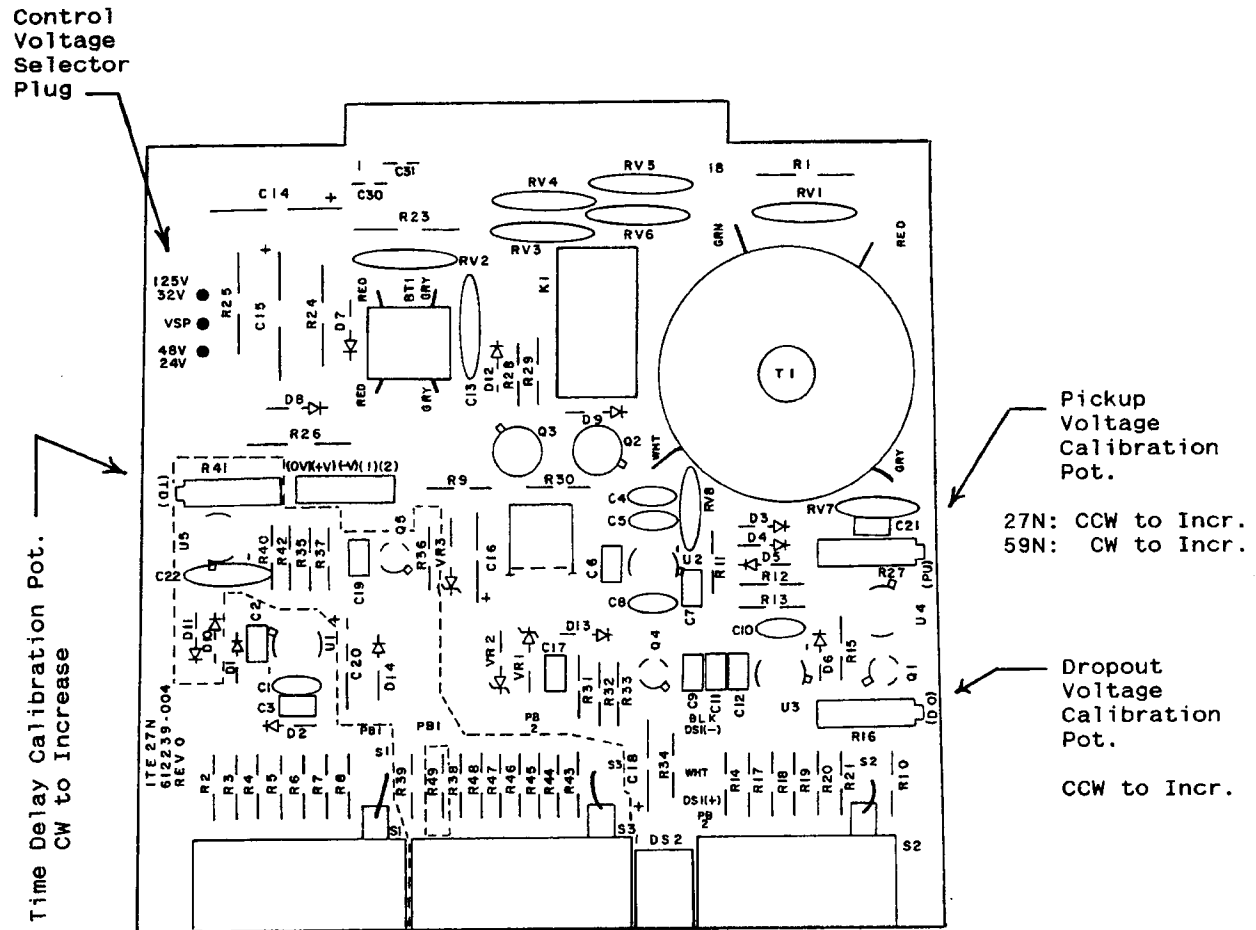 Control
Voltage
Selector
Plug
C31
C30
C14
+
R23
RV4
RV5
18
R1
RV1
RV3
RV6
GRN
RED
RV2
+
125V
32V
VSP
48V
24V
R25
C15
R24
D7
RED
BT1
GRY
C13
D12
R28
R29
K1
T1
RED
GRY
D8
R26
Q3
D9
Q2
WHT
GRY
R41
(TD)
(OV)(+V)(-V)(1)(2)
R9
R30
C4
C5
RV8
RV7
C21
D3
D4
D5
U5
R40
R42
R35
R37
C19
Q5
R36
VR3
C16
+
C6
U2
R11
R12
R13
R27
(PU)
C22
C8
C7
U4
D11
D10
D1
C2
U1
+
C20
D14
VR2
VR1
C17
D13
R31
R32
R33
Q4
C10
D6
R15
Q1
C1
C3
D2
C9
C11
C12
U3
(DO)
R16
PB1
PB1
PB
2
BLK
DS1(-)
ITE 27N
612239-004
REV 0
S1
R2
R3
R4
R5
R6
R7
R8
R39
R49
R38
R48
R47
R46
R45
R44
R43
S3
C18
+
R34
WHT
DS1(+)
PB
2
R14
R17
R18
R19
R20
R21
S2
R10
S1
S3
DS2
S2
Pickup
Voltage
Calibration
Pot.
27N: CCW to Incr.
59N: CW to Incr.
Dropout
Voltage
Calibration
Pot.
CCW to Incr.
Time Delay Calibration Pot.
CW to Increase